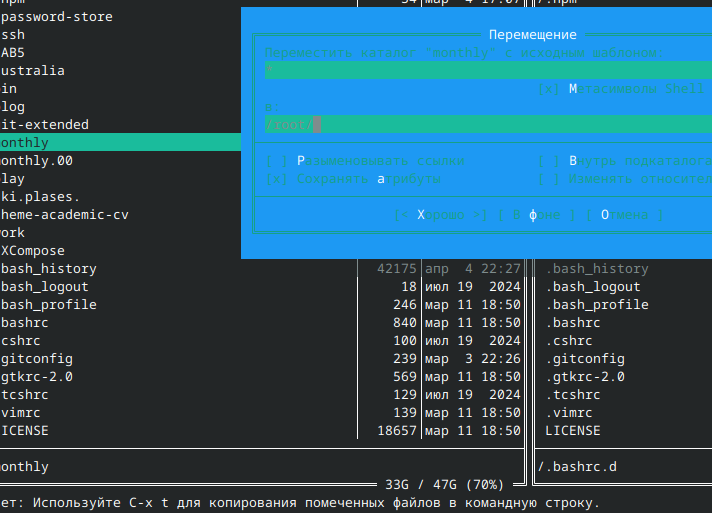 .npm 54 мар 4 17:07 /.npm
password-store
ssh
AB5
ustralia
in
log
it-extended
onthly
onthly.00
lay
ki.plases.
heme-academic-cv
work
XCompose
bash_history 42175 апр 4 22:27 .bash_history
bash_logout 18 июл 19 2024 .bash_logout
bash_profile 246 мар 11 18:50 .bash_profile
bashrc 840 мар 11 18:50 .bashrc
cshrc 100 июл 19 2024 .cshrc
gitconfig 239 мар 3 22:26 .gitconfig
gtkrc-2.0 569 мар 11 18:50 .gtkrc-2.0
tcshrc 129 июл 19 2024 .tcshrc
vimrc 139 мар 11 18:50 .vimrc
ICENSE 18657 мар 11 18:50 LICENSE
onthly /.bashrc.d
33G / 47G (70%)
ет: Используйте C-x t для копирования помеченных файлов в командную строку.
Перемещение
Переместить каталог "monthly" с исходным шаблоном:
*
[x] Метасимволы Shell
в:
/root/
[ ] Разыменовывать ссылки [ ] Внутрь подкаталога
[x] Сохранять атрибуты [ ] Изменять относител
[< Хорошо >] [ В фоне ] [ Отмена ]